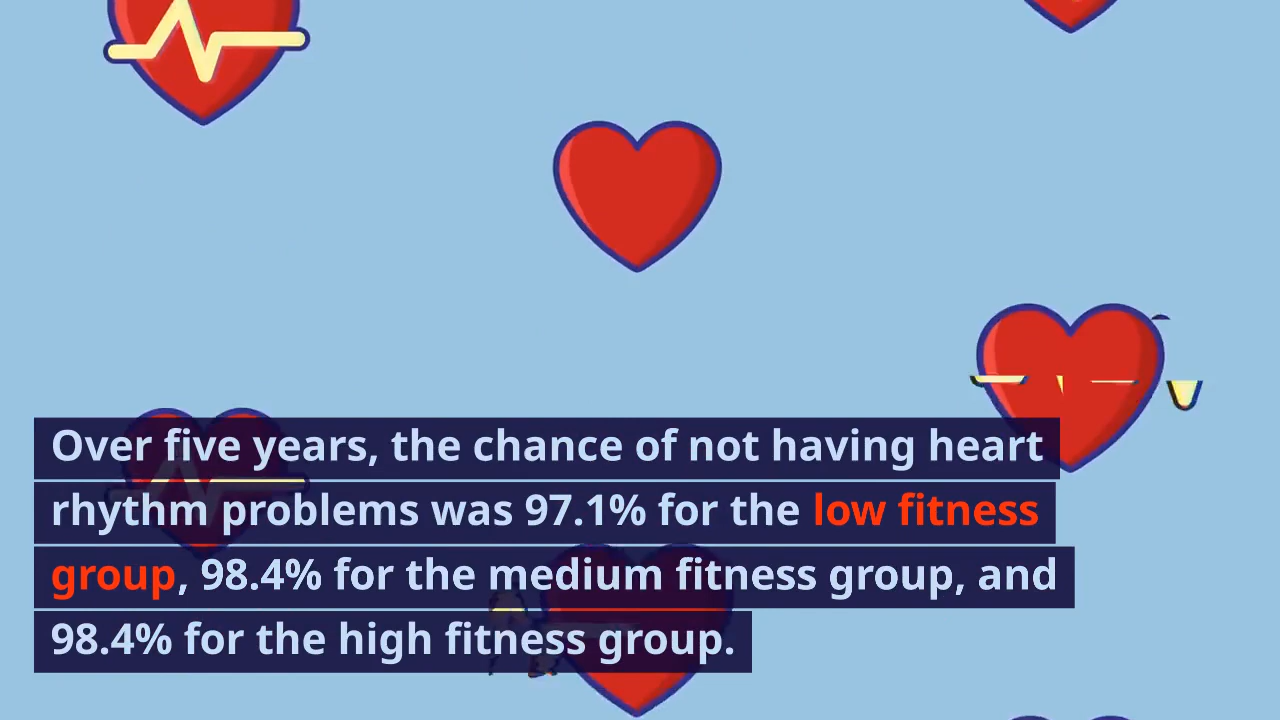 Over five years, the chance of not having heart
rhythm problems was 97.1% for the low fitness
group, 98.4% for the medium fitness group, and
98.4% for the high fitness group.